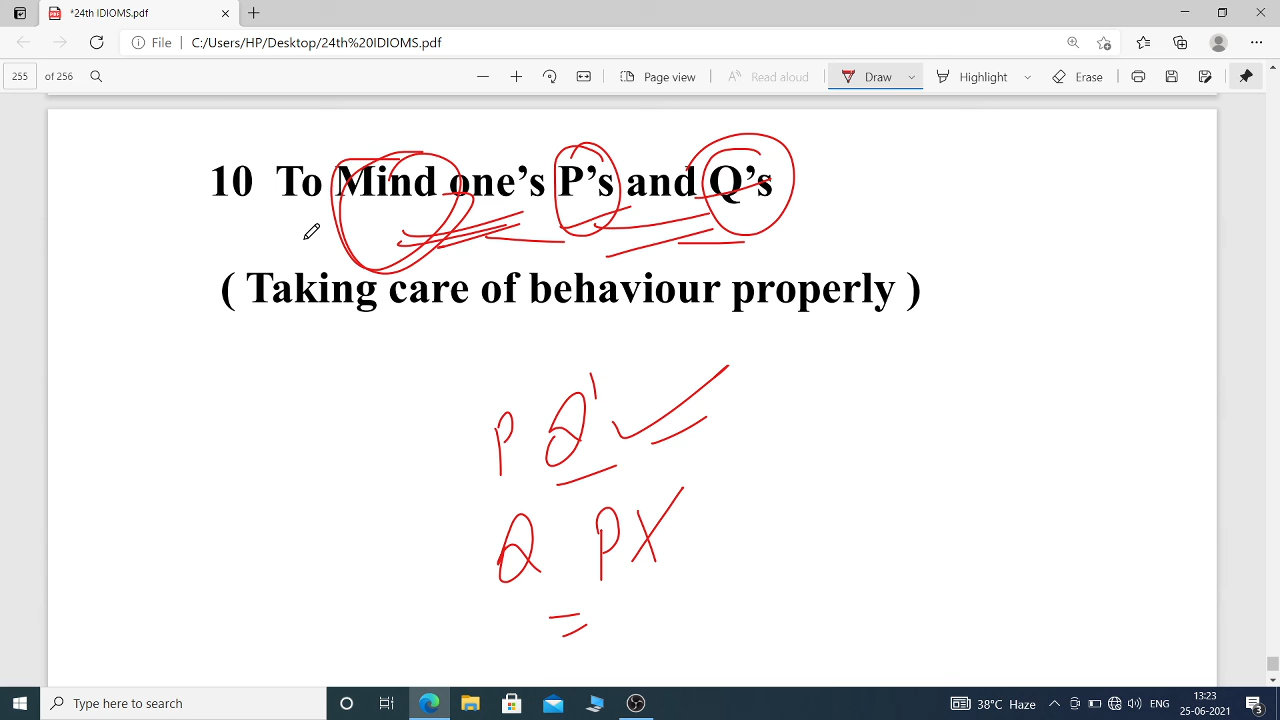 *24th IDIOMS.pdf
File C:/Users/HP/Desktop/24th%20IDIOMS.pdf
255 of 256 Page view Read aloud Draw Highlight Erase
10 To Mind one's P's and Q's
( Taking care of behaviour properly )
P Q'
Q P X
Type here to search
38°C Haze ENG 13:23
25-06-2021 3